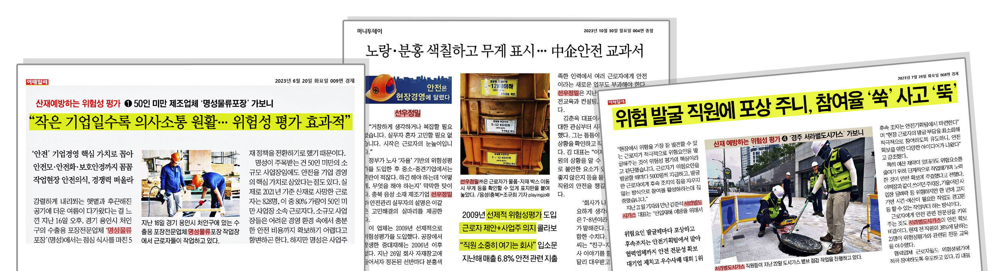 이데일리
2023년 6월 20일 화요일 009면 경제
산재예방하는 위험성 평가 ❶ 50인 미만 제조업체 ‘명성물류포장’ 가보니
“작은 기업일수록 의사소통 원활… 위험성 평가 효과적”
‘안전’ 기업경영 핵심 가치로 꼽아
안전모·안전화·보호안경까지 꼼꼼
작업현장 안전의식, 경쟁력 떠올라
강렬하게 내리쬐는 햇볕과 후끈해진
공기에 더운 여름이 다가왔다는 걸 느
낀 지난 16일 오후. 경기 용인시 처인
구의 수출용 포장전문업체 ‘명성물류
포장’(명성)에서는 점심 식사를 마친 5
지난 16일 경기 용인시 처인구에 있는 수
출용 포장전문업체 명성물류포장 작업장
에서 근로자들이 작업하고 있다.
재 정책을 전환하기로 했기 때문이다.
명성이 주목받는 건 50인 미만의 소
규모 사업장임에도 안전을 기업 경영
의 핵심 가치로 삼았다는 점도 있다. 실
제로 2021년 기준 산재로 사망한 근로
자는 828명, 이 중 80% 가량이 50인 미
만 사업장 소속 근로자다. 소규모 사업
장들은 어려운 경영 환경 속에서 충분
한 안전 비용까지 확보하기 어렵다고
항변하곤 한다. 하지만 명성은 사업주
머니투데이
2023년 10월 30일 월요일 004면 종합
노랑·분홍 색칠하고 무게 표시… 中企안전 교과서
안전은
현장경영에 달렸다
선우정밀
“거창하게 생각하거나 복잡할 필요
없습니다. 실무자 혼자 고민할 필요 없
습니다. 시작은 근로자의 눈높이입니
다.”
정부가 노사 ‘자율’ 기반의 위험성평
가를 도입한 후 중소·중견기업에서는
혼란이 적잖다. 하긴 해야 하는데 ‘어떻
게, 무엇을 해야 하는지’ 막막한 탓이
다. 충북 음성 소재 제조기업 선우정밀
㈜ 안전관리 실무자의 설명은 이같
은 고민해결의 실마리를 제공한
다.
이 업체는 2009년 선제적으로
위험성평가를 도입했다. 공장에서
발생한 중대재해는 2006년 이후
없다. 지난 26일 회사 자재창고에
들어서자 정돈된 선반마다 분홍색
중량물 취급주의
5~12KG이하
(여자/남자)
무게중심 확인
중량물 취급주의
5~12 KG이하
(여자/남자)
무게중심 확인
중량물 취급주의
5 ~ 12 KG이하
(여자/남자)
무게중심 확인
선우정밀㈜은 근로자가 물품·자재 박스 이동
시 무게 등을 확인할 수 있게 표지판을 붙여
놓았다. /음성(충북)=조규희 기자 playingjo@
2009년 선제적 위험성평가 도입
근로자 제안+사업주 의지 콜라보
“직원 소중히 여기는 회사” 입소문
지난해 매출 6.8% 안전 관련 지출
족한 인력에서 여러 근로자에게 안전
이라는 새로운 업무도 부과해야 한다.
선우정밀은 지난
전교육과 컨설팅,
다.
김춘옥 대표이
대한 관심부터 시
했다. 그는 틈틈이
상황을 확인하고 직
다. 김 대표는 “이
원의 상황을 알 수
로 불안한 요소가
좋지 않은지 등을
직원의 안전을 챙길
다.
‘회사가 나
요하게 생각
은 7~8년이라
가 말해준다.
함한 수치다.
씨는 “친구·지
사 이야기를
달리 대우받고
이데일리
2023년 7월 25일 화요일 008면 경제
위험 발굴 직원에 포상 주니, 참여율 ‘쑥’ 사고 ‘뚝’
“현장에서 위험을 가장 잘 발견할 수 있
는 근로자가 적극적으로 위험요인을 발
굴해주는 것이 위험성 평가의 핵심이라
고 판단했습니다. 근로자가 위험요인을
발굴할 때마다 5000원씩 지급하고, 발굴
한 근로자에게 후속 조치의 짐을 지우지
않는 방식으로 참여를 활성화하는데 집
중했습니다.”
지난 21일 기자와 만난 김준석 서라벌도
시가스 대표는 “산업재해 예방을 위해서
위험요인 발굴때마다 포상하고
후속조치는 안전기획팀에서 맡아
협력업체까지 안전 전문성 확보
대기업 제치고 우수사례 대회 1위
산재 예방하는 위험성 평가 ❹ ‘경주 서라벌도시가스’ 가보니
서라벌도시가스 직원들이 지난 22일 도시가스 밸브 점검 작업을 진행하고 있다.
후속 조치는 안전기획팀에서 마련한다”
며 “현장 근로자의 발굴 부담을 최소화해
적극적으로 참여하도록 유도하니, 안전
확보를 위한 다양한 아이디어가 나왔다”
고 강조했다.
특히 예산 제약이 있더라도 위험요소를
줄이기 위해 단계적으로 작업해가며 노력
한 것이 안전 확보에 주효했다고 전했다.
야적장과 같이 쓰이던 주차장, 기울어진 사
업장 담벼락 등 위험하지만 한 번에 고치
기엔 시간·예산이 필요한 작업도 경고판
등 할 수 있는 작업부터 하는 방식이다.
근로자에게 안전 관련 전문성을 키워
주는 것도 서라벌도시가스의 안전 확보
비결이다. 현재 전 직원의 38%에 달하는
23명이 위험성평가와 관련된 전문 교육
을 이수했다.
협력업체 근로자들도 위험성평가에
적극 참여하도록 유도하고 있다. 김 대표